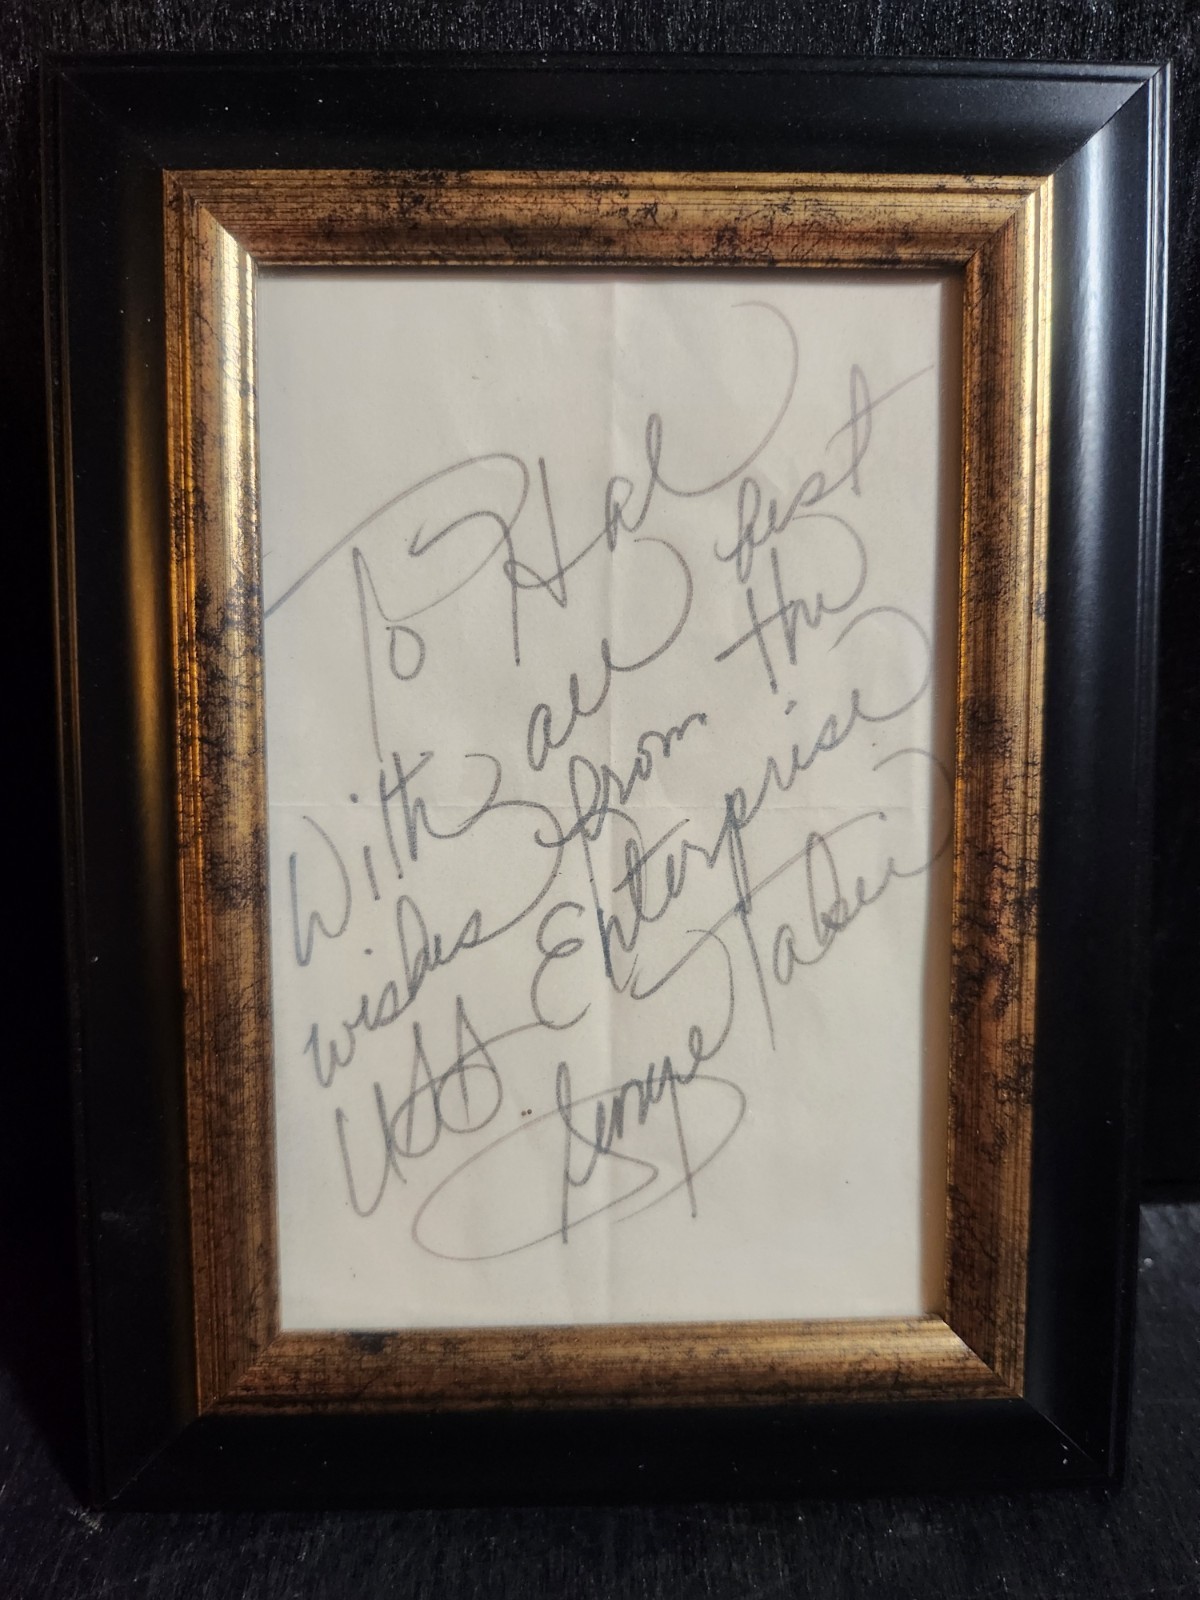 To Hal
With all best
wishes from the
USS Enterprise
George Takei